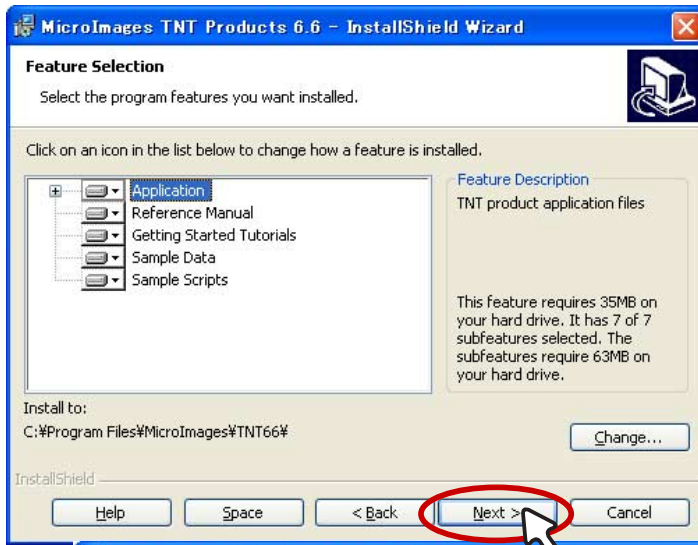 MicroImages TNT Products 6.6 - InstallShield Wizard
Feature Selection
Select the program features you want installed.
Click on an icon in the list below to change how a feature is installed.
Application
Reference Manual
Getting Started Tutorials
Sample Data
Sample Scripts
Feature Description
TNT product application files
This feature requires 35MB on
your hard drive. It has 7 of 7
subfeatures selected. The
subfeatures require 63MB on
your hard drive.
Install to:
C:¥Program Files¥MicroImages¥TNT66¥
Change...
InstallShield
Help
Space
< Back
Next >
Cancel